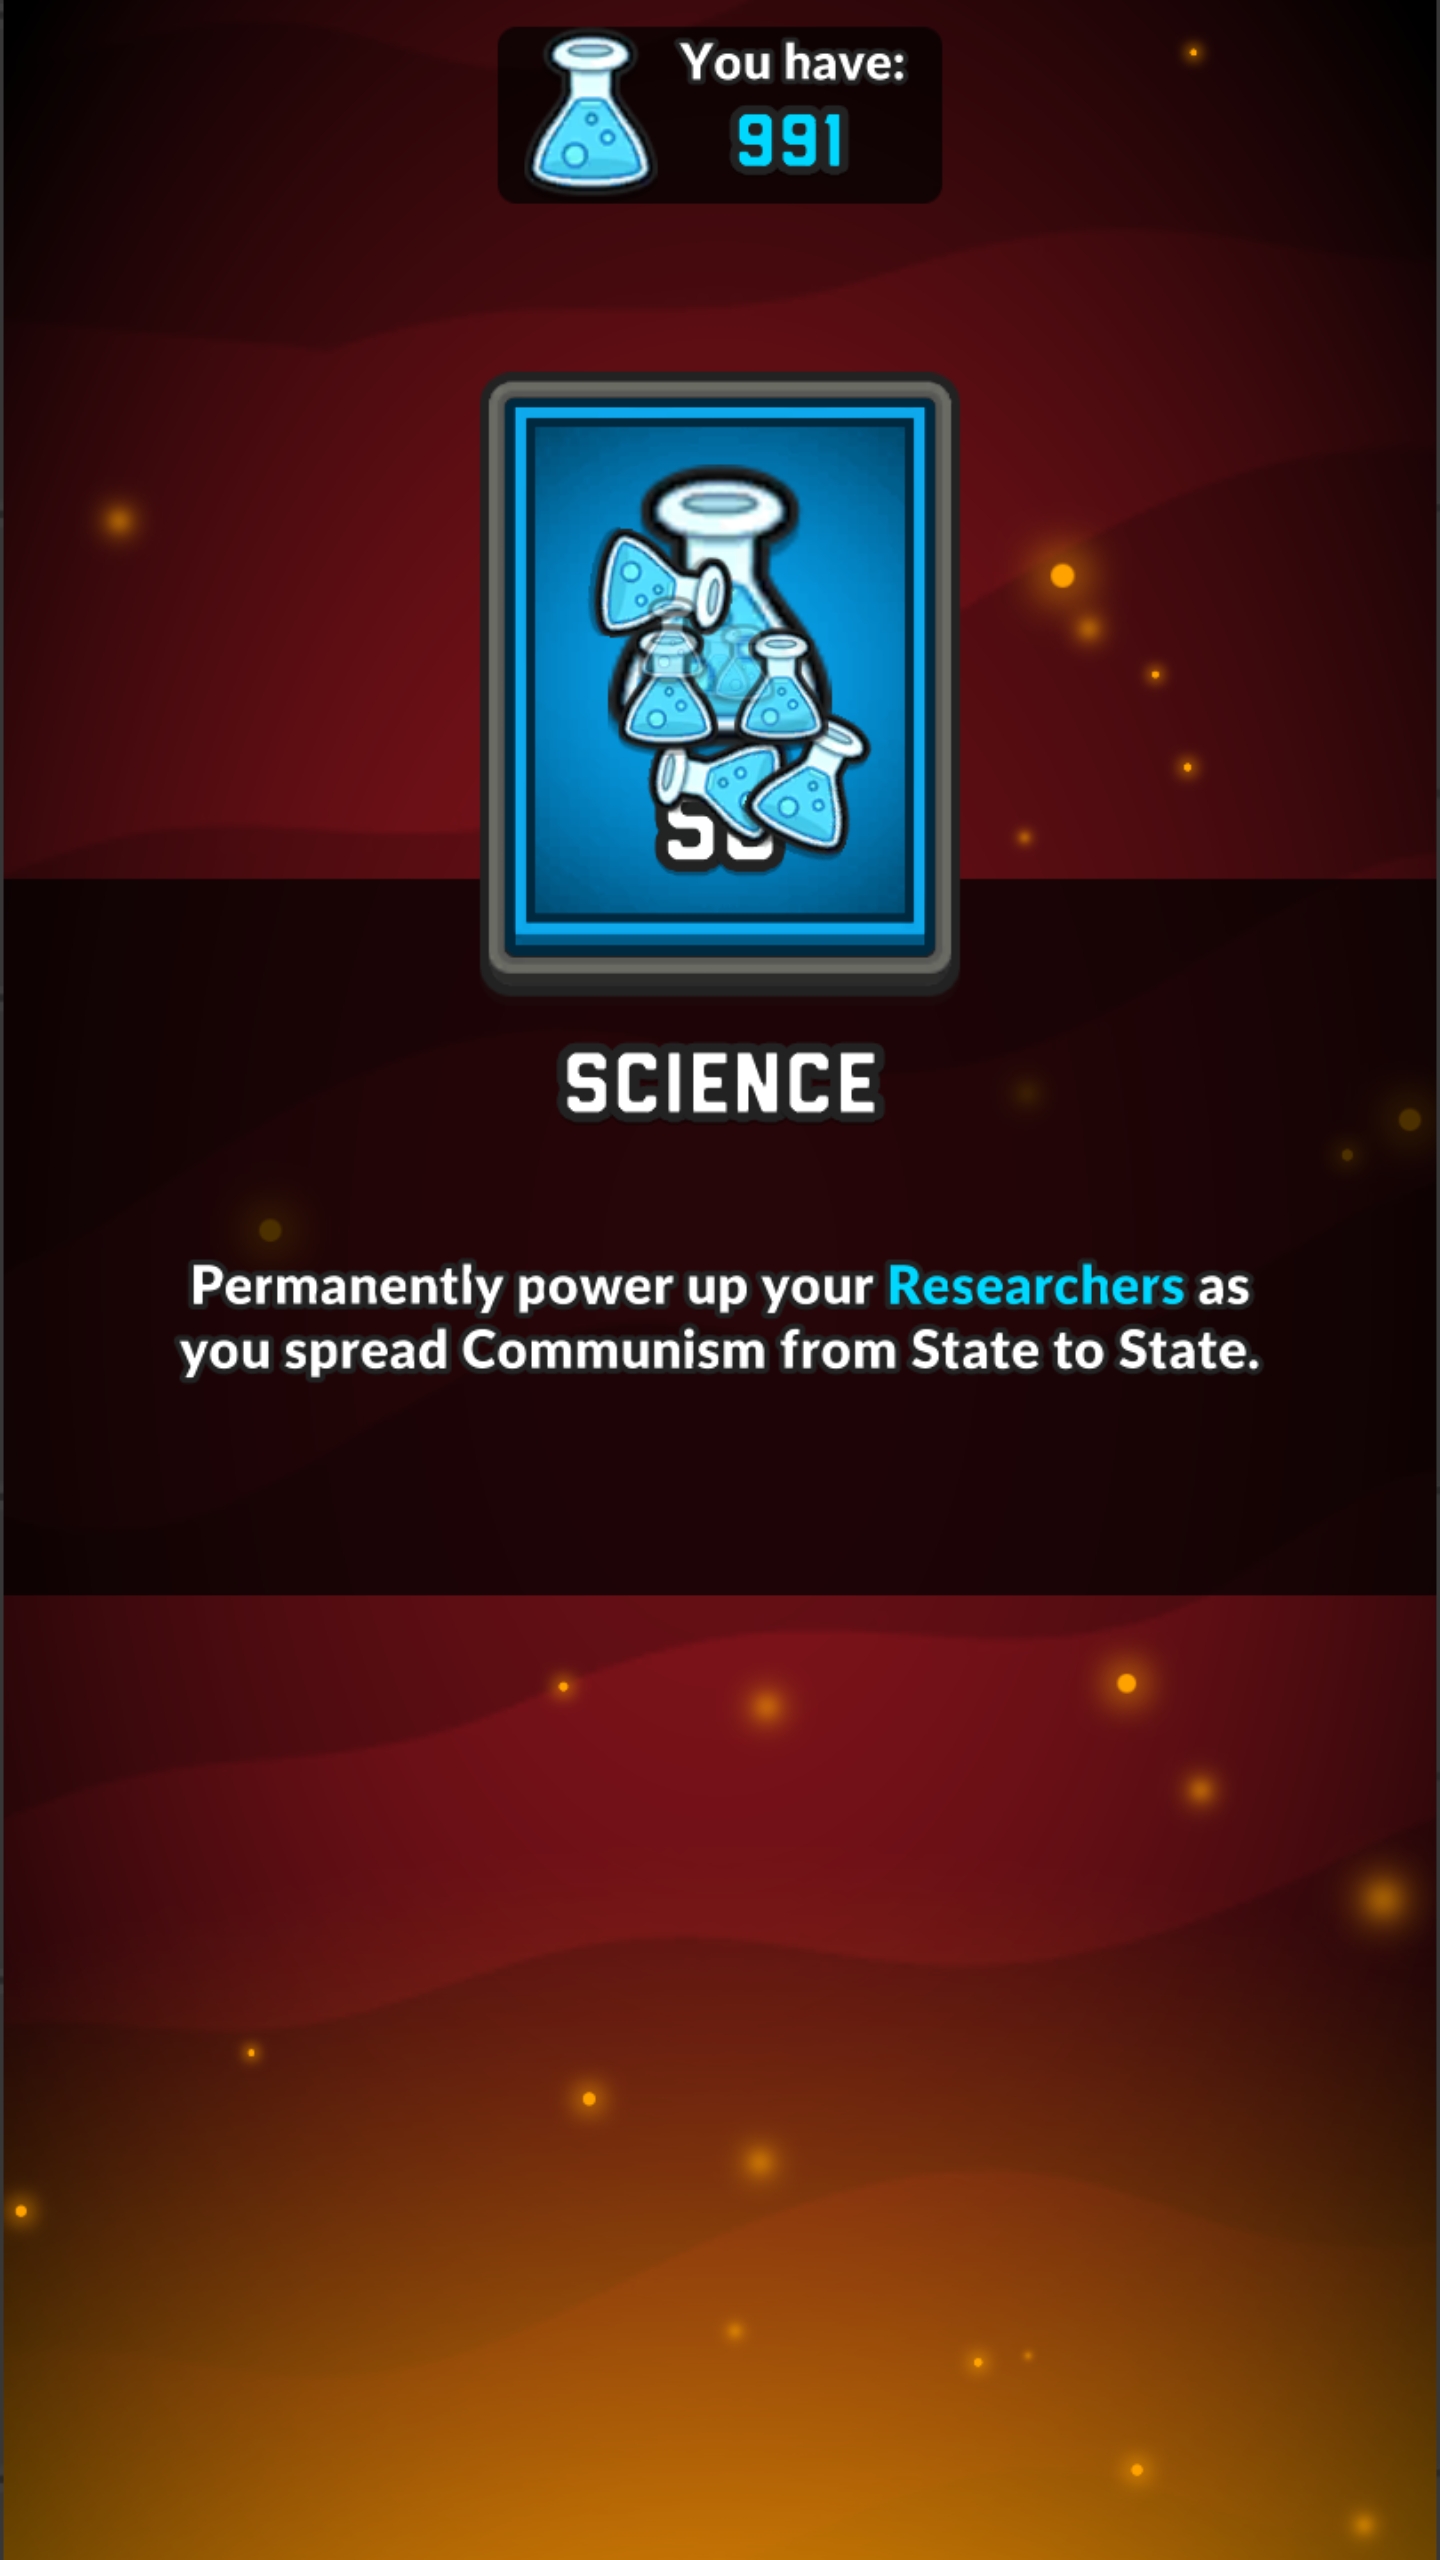 You have:
991
SCIENCE
Permanently power up your Researchers as
you spread Communism from State to State.